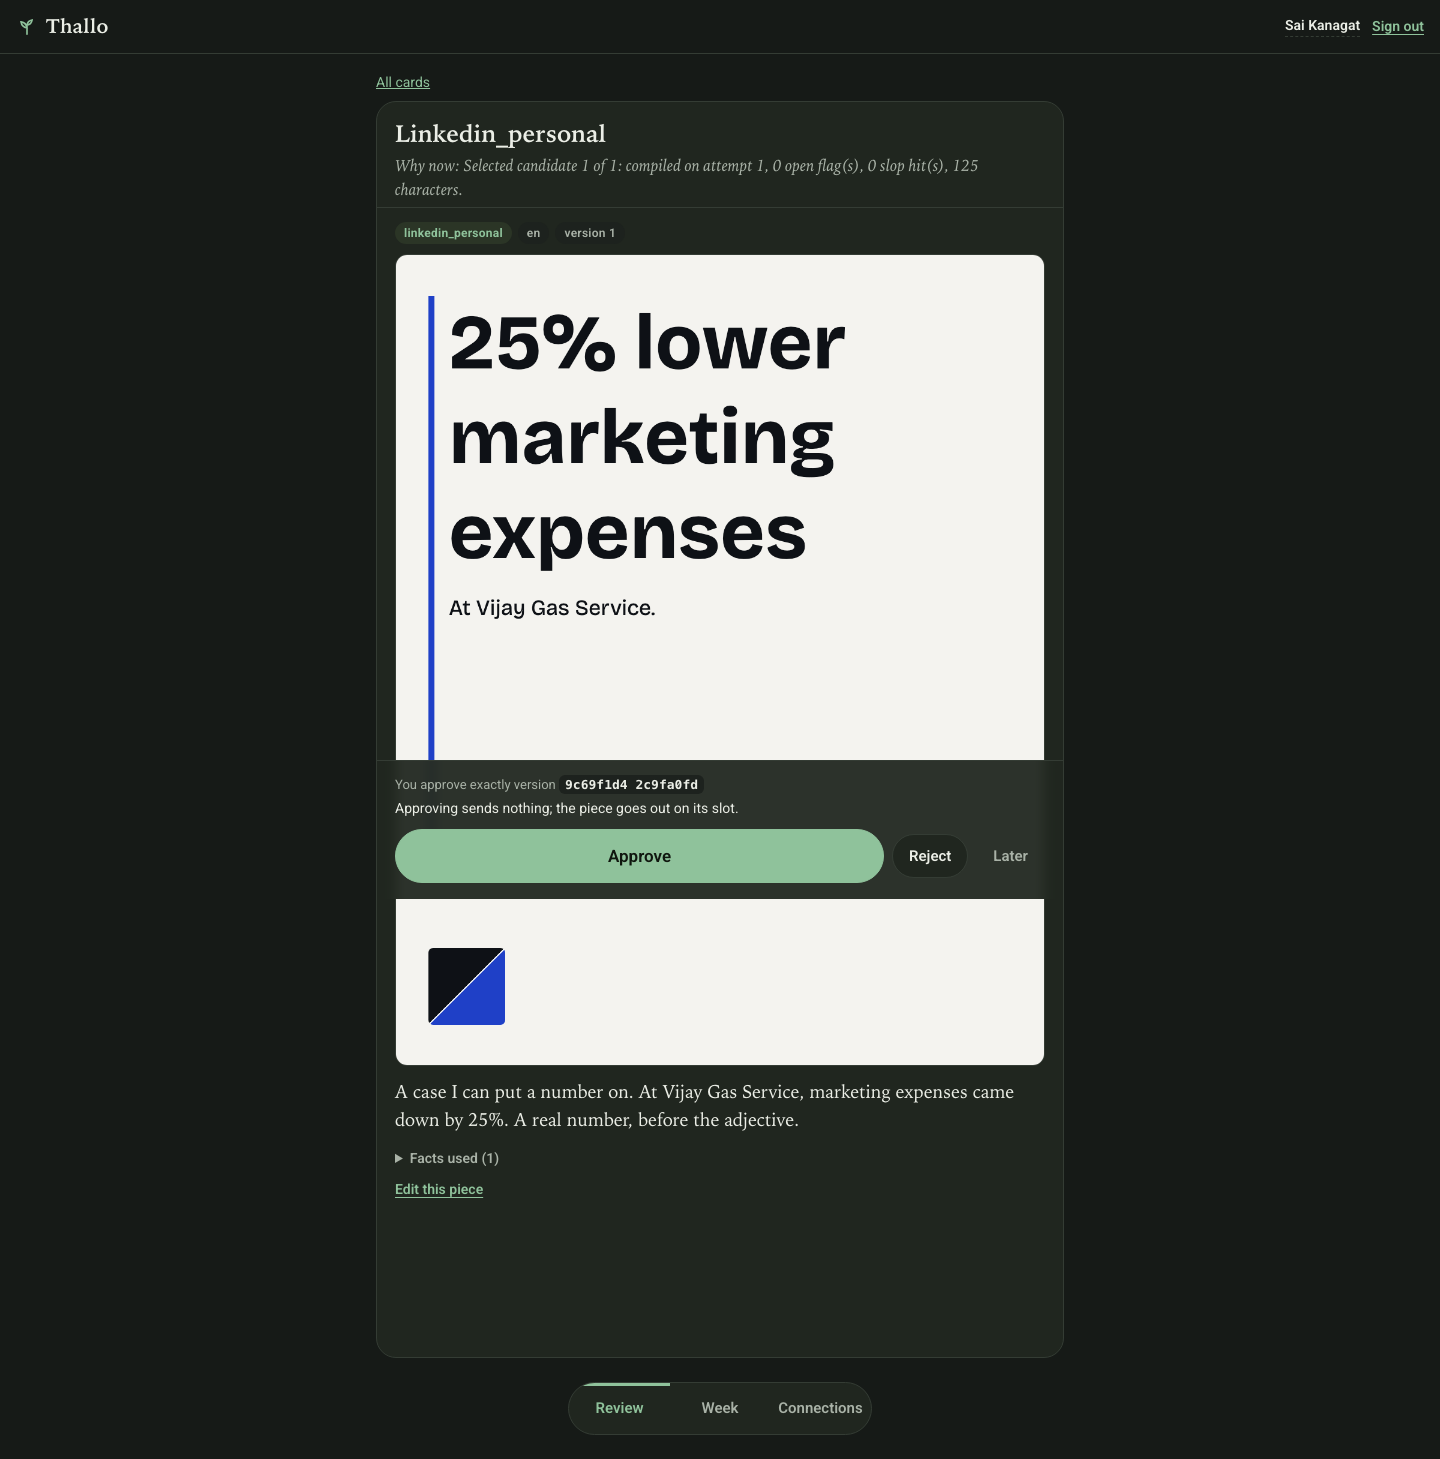 Thallo
Sai Kanagat
Sign out
All cards
Linkedin_personal
Why now: Selected candidate 1 of 1: compiled on attempt 1, 0 open flag(s), 0 slop hit(s), 125
characters.
linkedin_personal
en
version 1
25% lower
marketing
expenses
At Vijay Gas Service.
You approve exactly version 9c69f1d4 2c9fa0fd
Approving sends nothing; the piece goes out on its slot.
Approve
Reject
Later
A case I can put a number on. At Vijay Gas Service, marketing expenses came
down by 25%. A real number, before the adjective.
Facts used (1)
Edit this piece
Review
Week
Connections